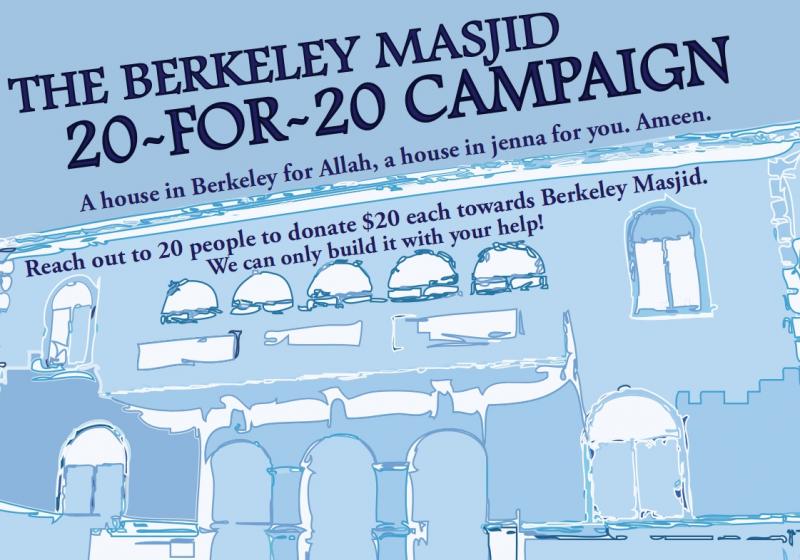 THE BERKELEY MASJID
20~FOR~20 CAMPAIGN
A house in Berkeley for Allah, a house in jenna for you. Ameen.
Reach out to 20 people to donate $20 each towards Berkeley Masjid.
We can only build it with your help!